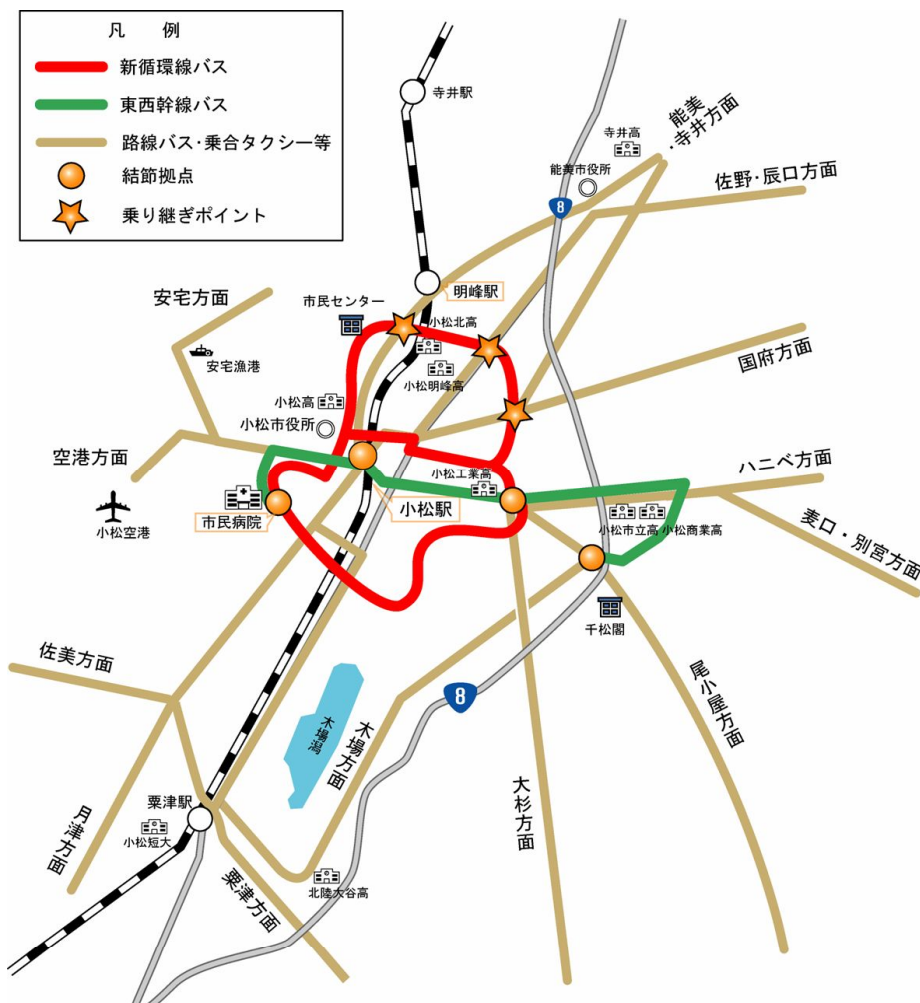 凡 例
新循環線バス
東西幹線バス
路線バス・乗合タクシー等
結節拠点
乗り継ぎポイント
寺井駅
能美
・寺井方面
寺井高
能美市役所
佐野・辰口方面
8
明峰駅
安宅方面
市民センター
小松北高
安宅漁港
小松明峰高
国府方面
小松高
小松市役所
空港方面
小松工業高
ハニベ方面
小松駅
市民病院
小松空港
小松市立高
小松商業高
麦口・別宮方面
千松閣
佐美方面
8
尾小屋方面
木場潟
木場方面
大杉方面
粟津駅
小松短大
月津方面
粟津方面
北陸大谷高